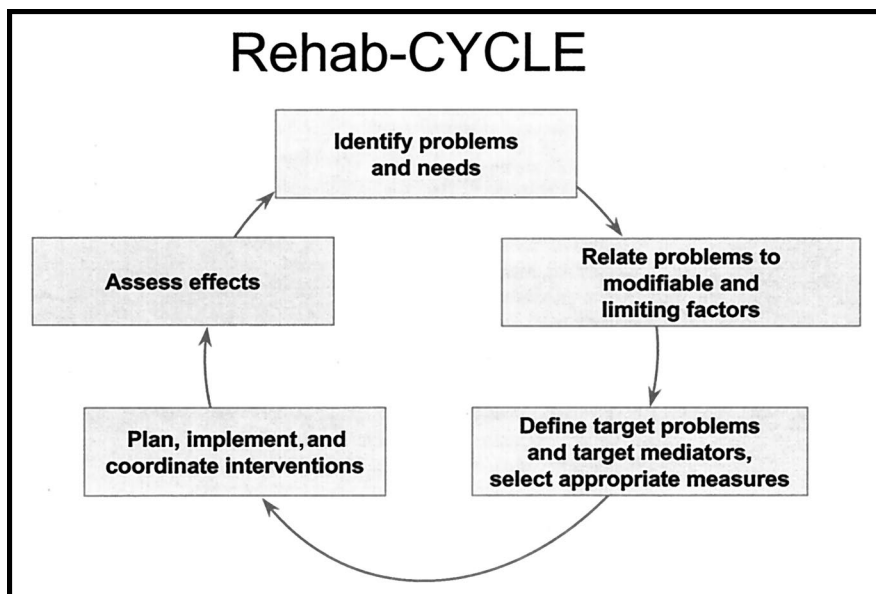 Rehab-CYCLE
Identify problems
and needs
Relate problems to
modifiable and
limiting factors
Define target problems
and target mediators,
select appropriate measures
Plan, implement, and
coordinate interventions
Assess effects